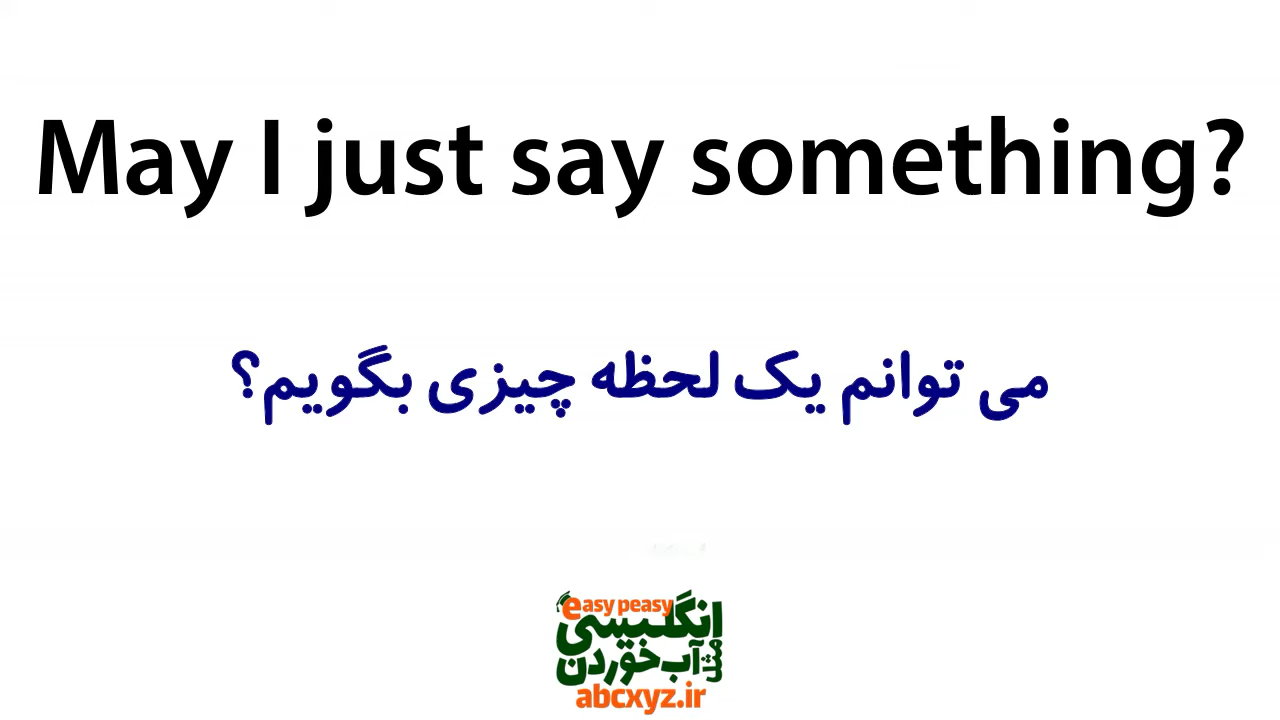 May I just say something?
می توانم یک لحظه چیزی بگویم؟
easy peasy
انگلیسی
مثل آب خوردن
abcxyz.ir